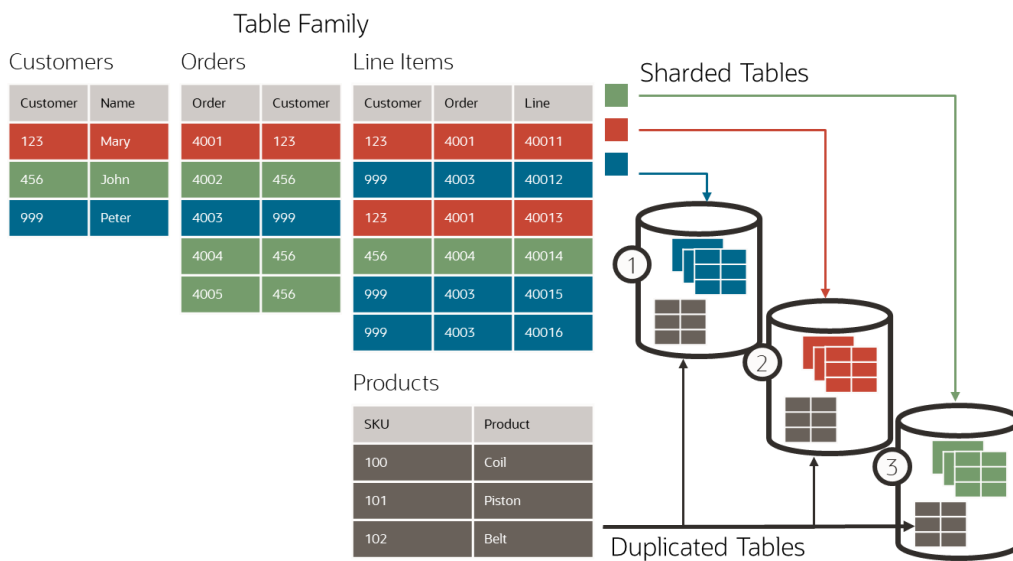 Table Family
Customers
Customer Name
123 Mary
456 John
999 Peter
Orders
Order Customer
4001 123
4002 456
4003 999
4004 456
4005 456
Line Items
Customer Order Line
123 4001 40011
999 4003 40012
123 4001 40013
456 4004 40014
999 4003 40015
999 4003 40016
Products
SKU Product
100 Coil
101 Piston
102 Belt
Sharded Tables
1
2
3
Duplicated Tables